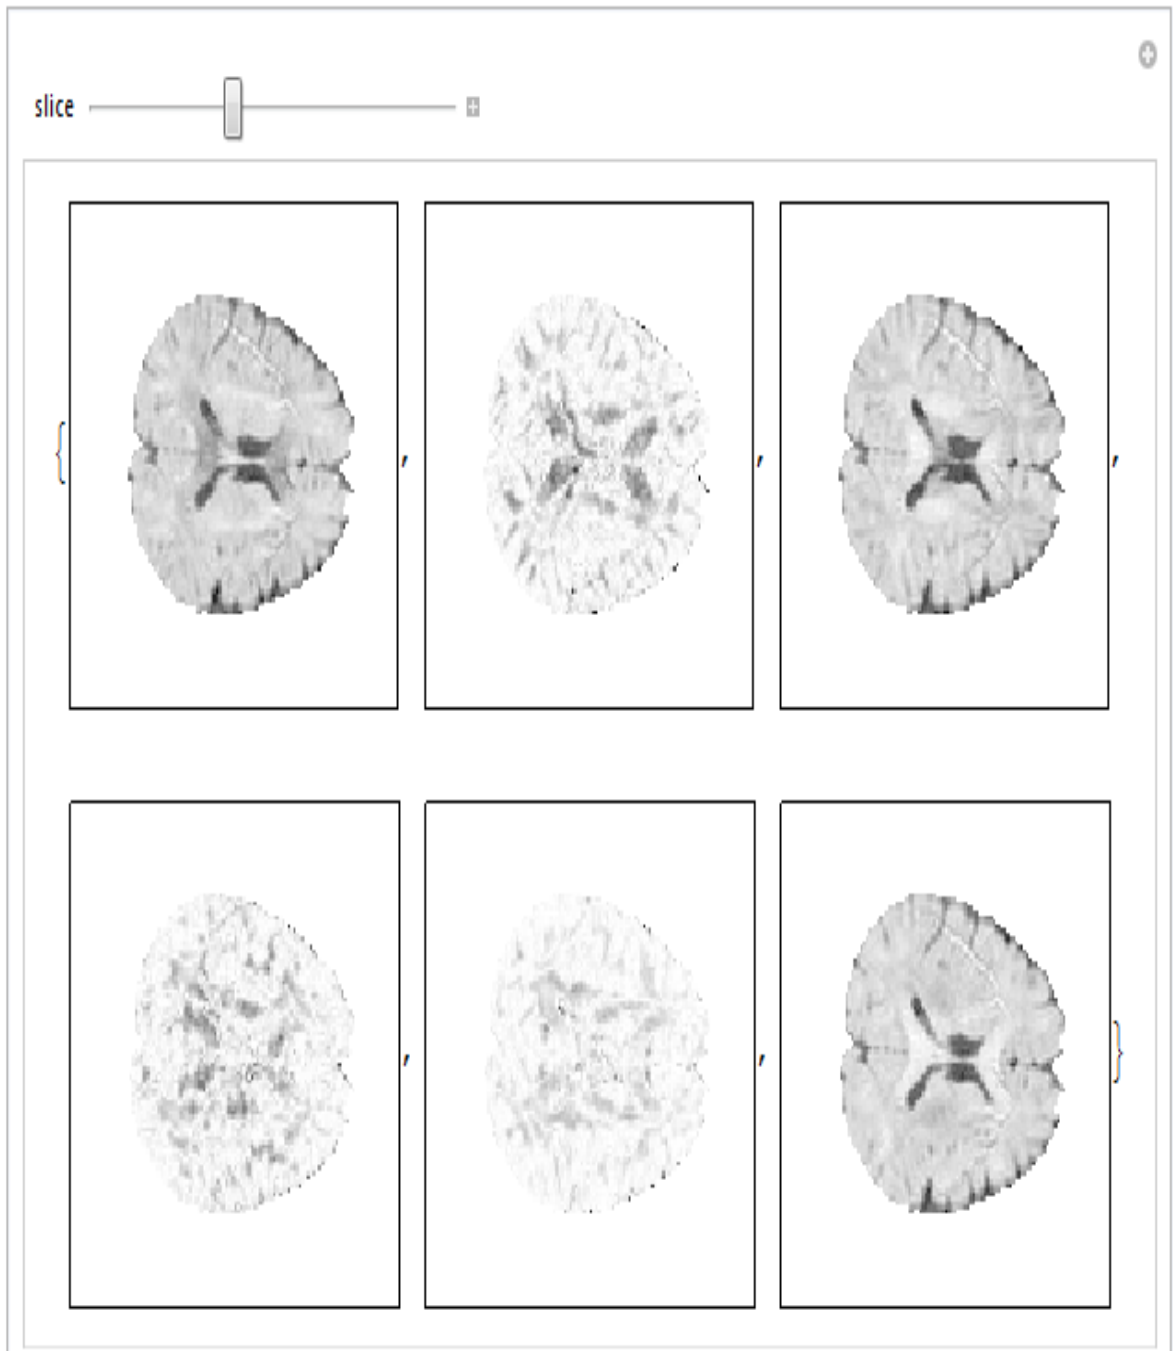 slice
{ , , ,
, , }